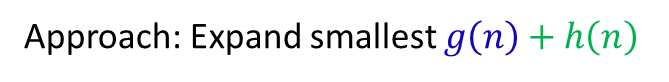 Approach: Expand smallest g(n) + h(n)